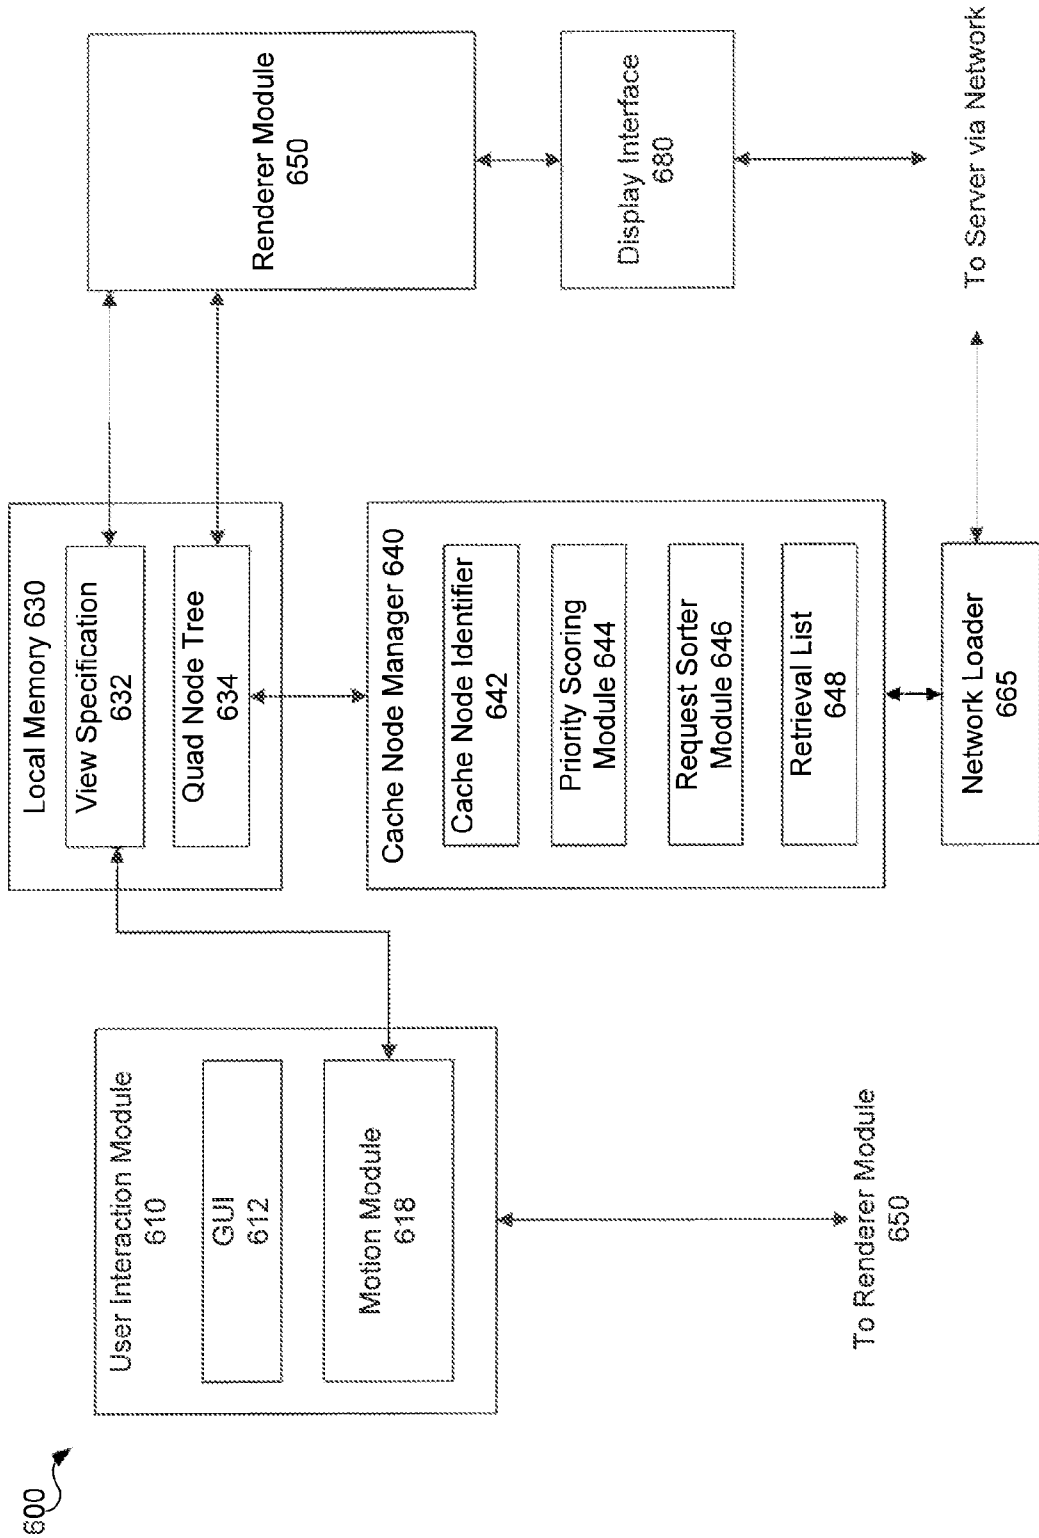 600
User Interaction Module
610
GUI
612
Motion Module
618
To Renderer Module
650
Local Memory 630
View Specification
632
Quad Node Tree
634
Cache Node Manager 640
Cache Node Identifier
642
Priority Scoring
Module 644
Request Sorter
Module 646
Retrieval List
648
Network Loader
665
Renderer Module
650
Display Interface
680
To Server via Network